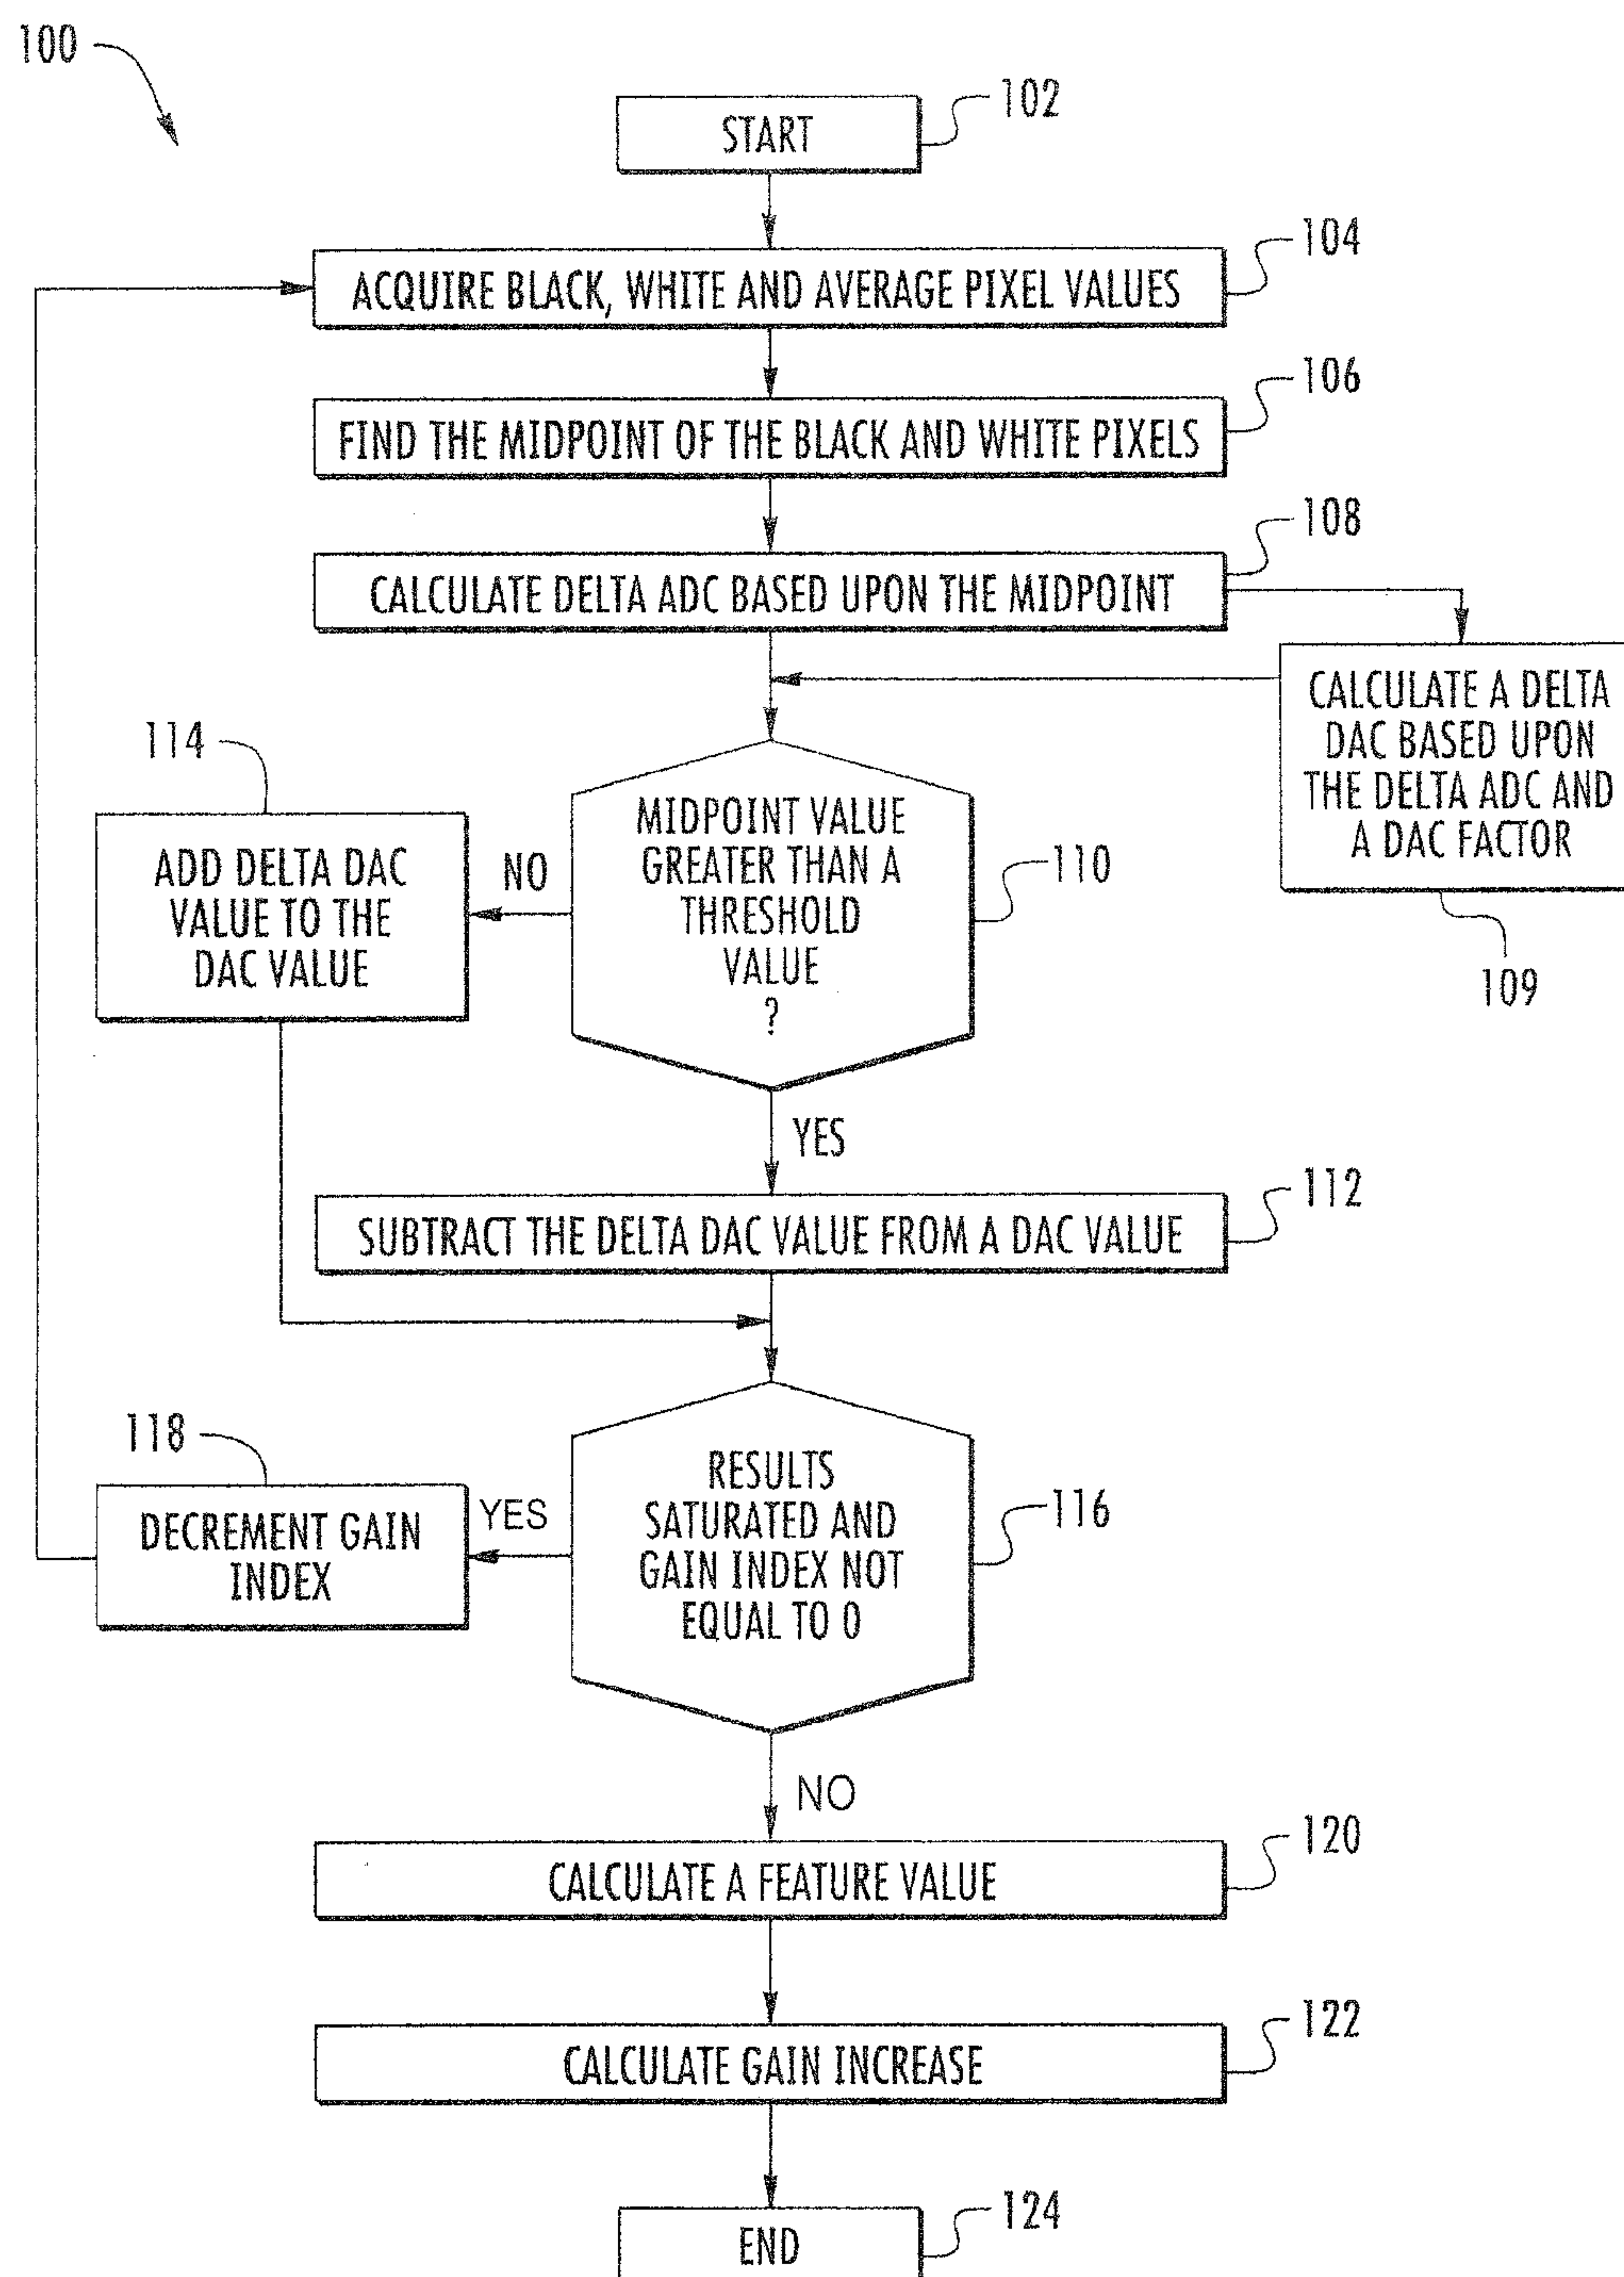 100
START
102
ACQUIRE BLACK, WHITE AND AVERAGE PIXEL VALUES
104
FIND THE MIDPOINT OF THE BLACK AND WHITE PIXELS
106
CALCULATE DELTA ADC BASED UPON THE MIDPOINT
108
CALCULATE A DELTA
DAC BASED UPON
THE DELTA ADC AND
A DAC FACTOR
109
MIDPOINT VALUE
GREATER THAN A
THRESHOLD
VALUE
?
110
NO
114
ADD DELTA DAC
VALUE TO THE
DAC VALUE
YES
SUBTRACT THE DELTA DAC VALUE FROM A DAC VALUE
112
RESULTS
SATURATED AND
GAIN INDEX NOT
EQUAL TO 0
116
YES
118
DECREMENT GAIN
INDEX
NO
CALCULATE A FEATURE VALUE
120
CALCULATE GAIN INCREASE
122
END
124